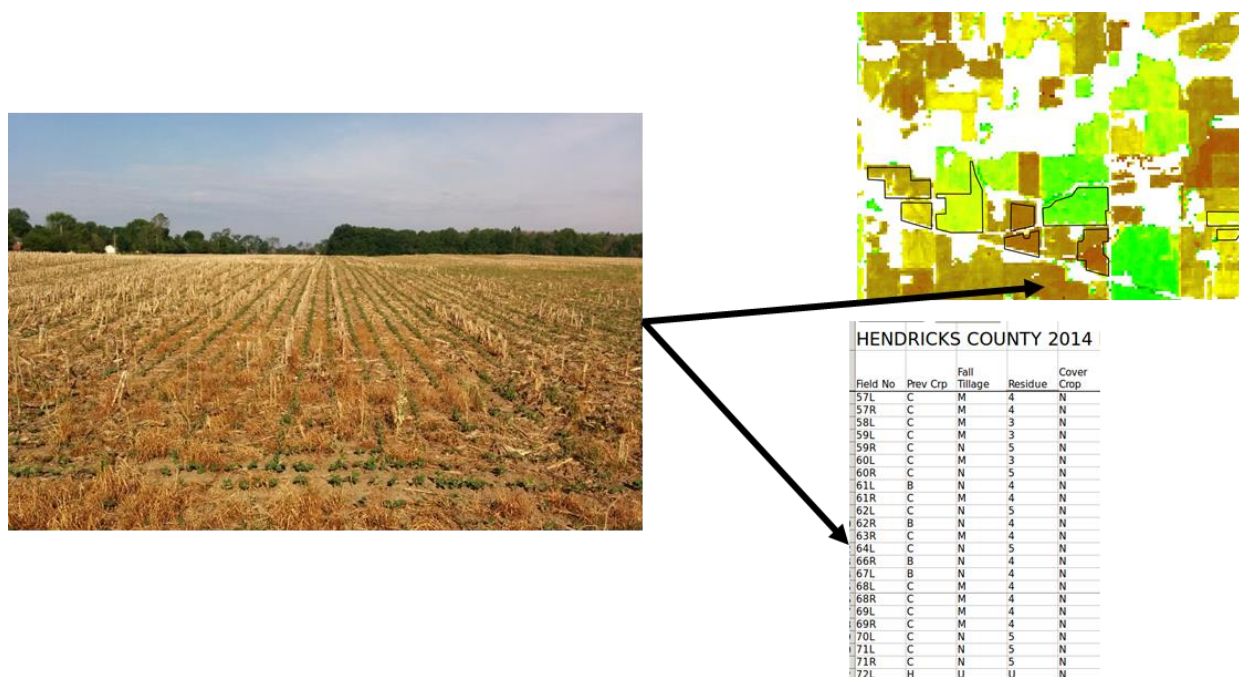 HENDRICKS COUNTY 2014
Fall Cover
Field No Prev Crp Tillage Residue Crop
57L C M 4 N
57R C M 4 N
58L C M 3 N
59L C M 3 N
59R C N 5 N
60L C M 3 N
60R C N 5 N
61L B N 4 N
61R C M 4 N
62L C N 5 N
62R B N 4 N
63R C M 4 N
64L C N 5 N
66R B N 4 N
67L B N 4 N
68L C M 4 N
68R C M 4 N
69L C M 4 N
69R C M 4 N
70L C N 5 N
71L C N 5 N
71R C N 5 N
72L H U U N